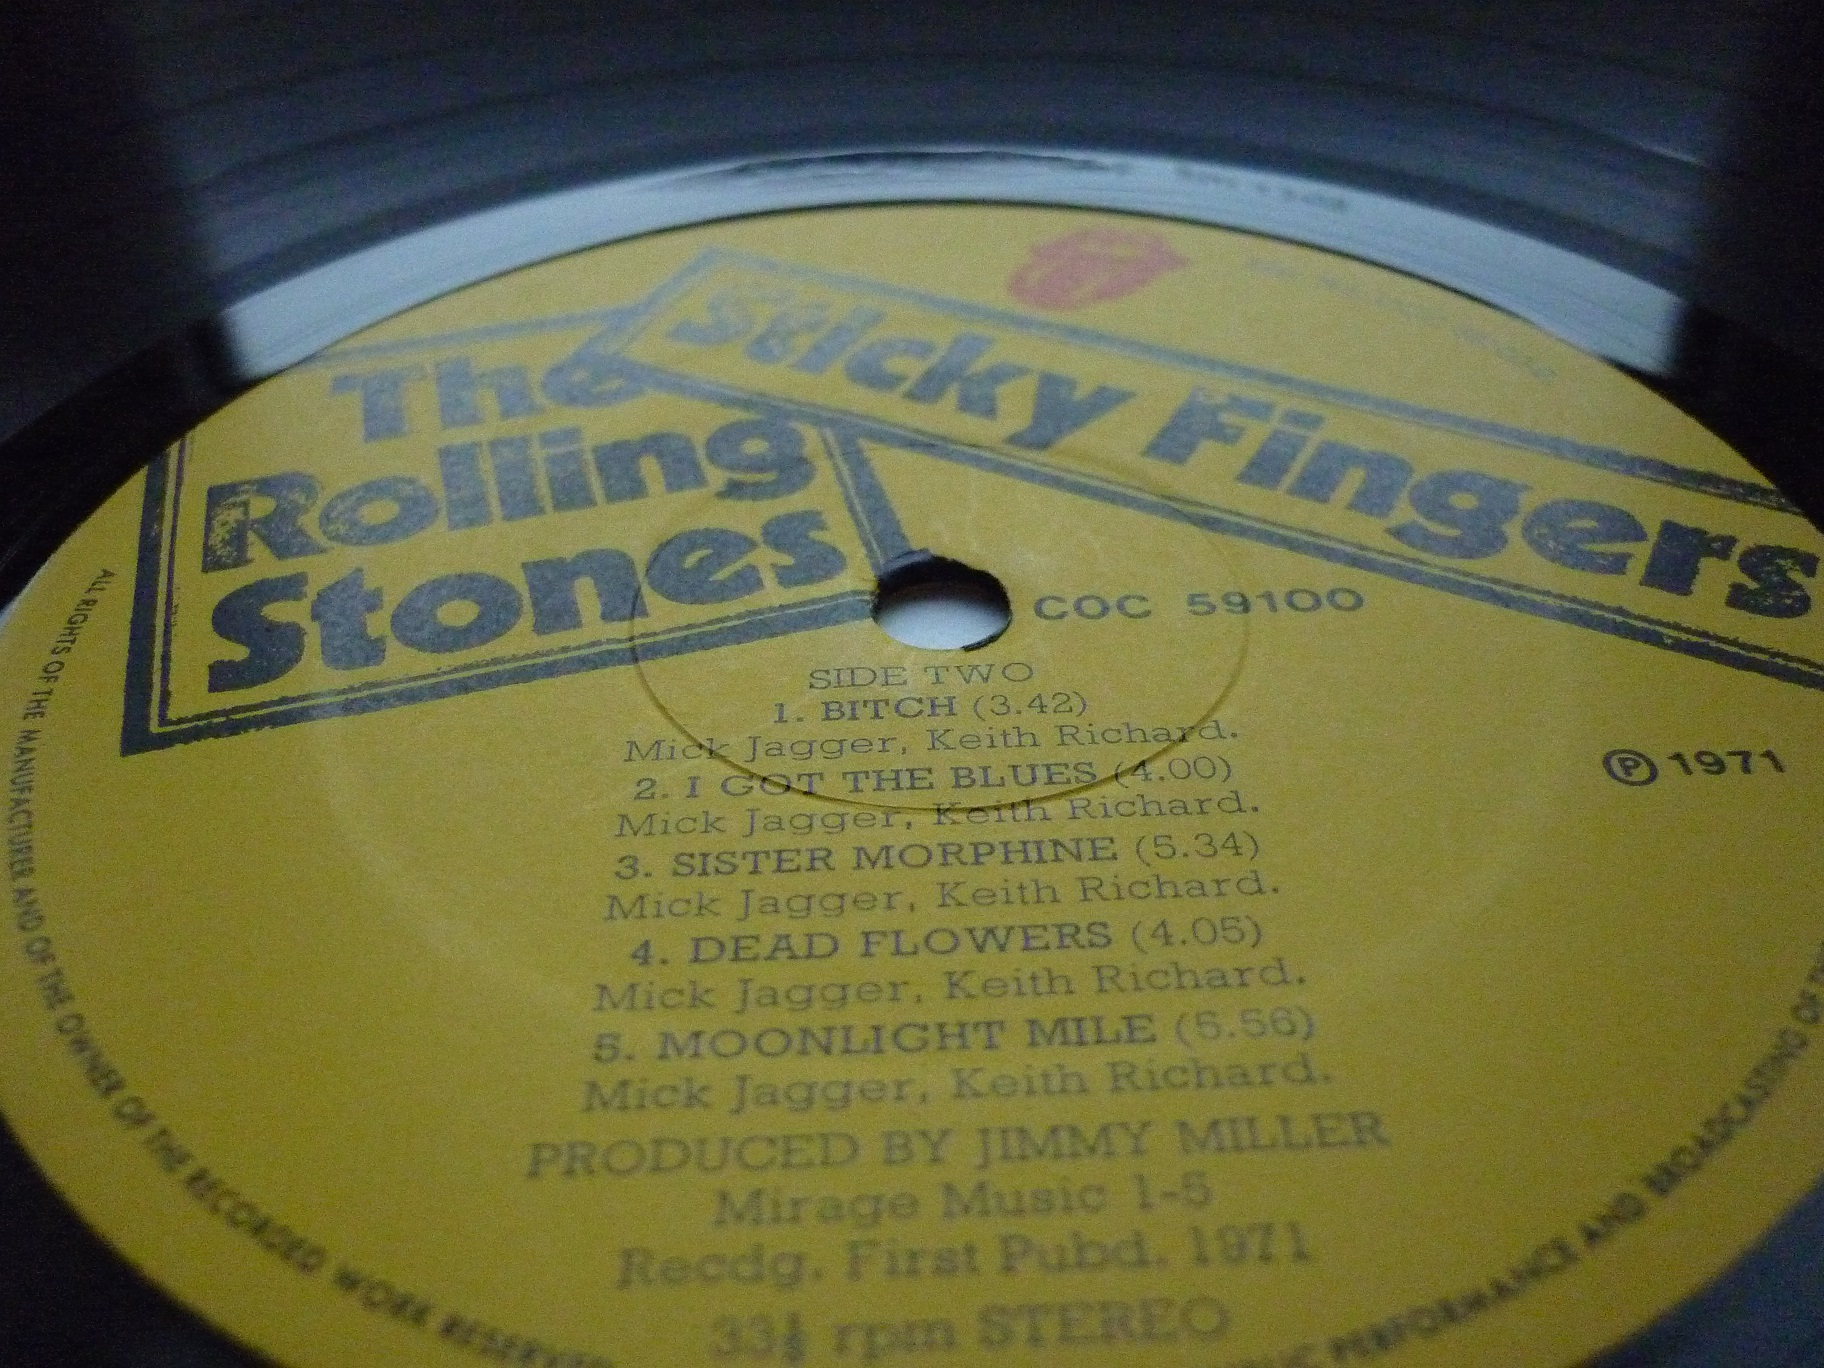 The
Rolling
Stones
Sticky Fingers
COC 59100
SIDE TWO
1. BITCH (3.42)
Mick Jagger, Keith Richard.
2. I GOT THE BLUES (4.00)
Mick Jagger, Keith Richard.
3. SISTER MORPHINE (5.34)
Mick Jagger, Keith Richard.
4. DEAD FLOWERS (4.05)
Mick Jagger, Keith Richard.
5. MOONLIGHT MILE (5.56)
Mick Jagger, Keith Richard.
Ⓟ 1971
PRODUCED BY JIMMY MILLER
Mirage Music 1-5
Recdg. First Pubd. 1971
33⅓ rpm STEREO
ALL RIGHTS OF THE MANUFACTURER AND OF THE OWNER OF THE RECORDED WORK RESERVED
PERFORMANCE AND BROADCASTING OF